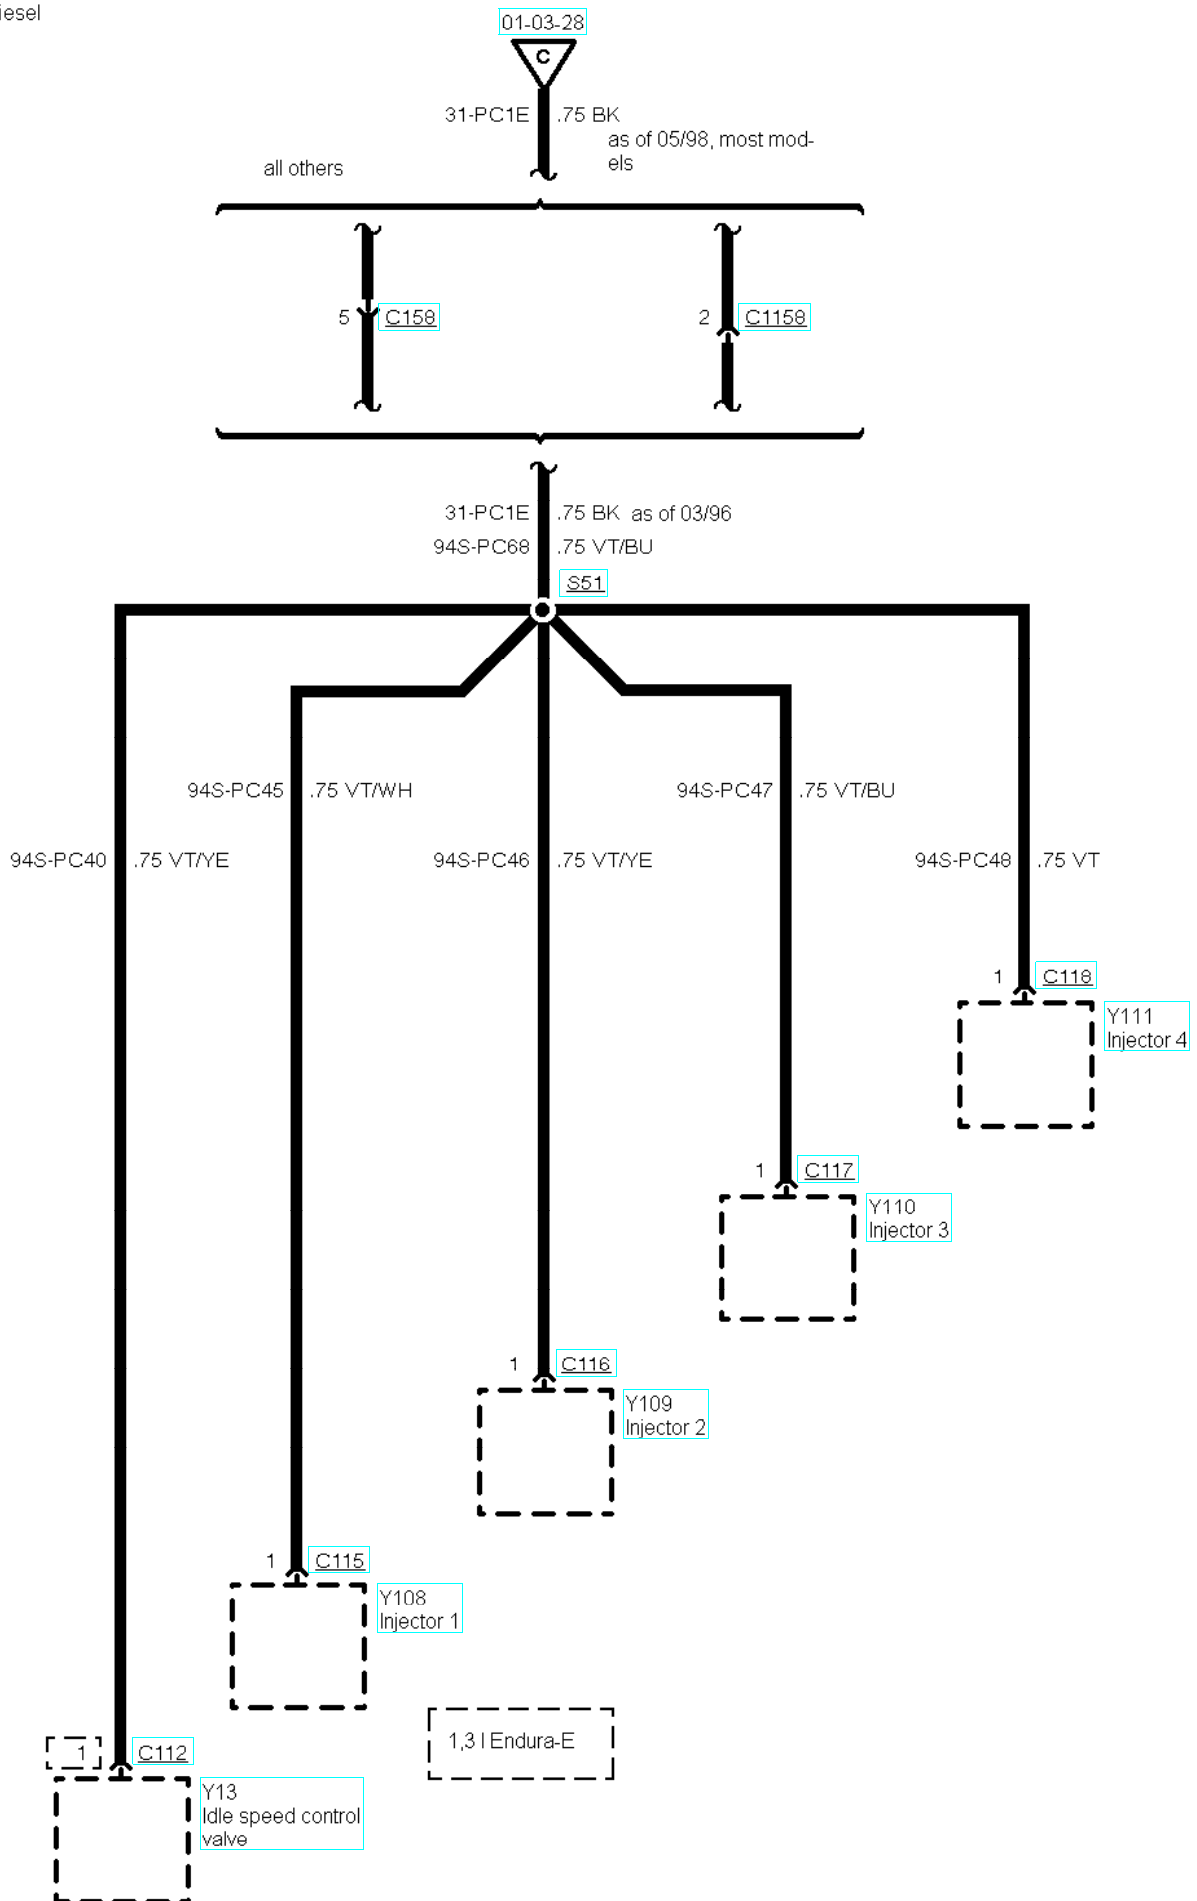 iesel
01-03-28
C
31-PC1E .75 BK
as of 05/98, most mod-
els
all others
5 C158
2 C1158
31-PC1E .75 BK as of 03/96
94S-PC68 .75 VT/BU
S51
94S-PC45 .75 VT/WH
94S-PC47 .75 VT/BU
94S-PC40 .75 VT/YE
94S-PC46 .75 VT/YE
94S-PC48 .75 VT
1 C118
Y111
Injector 4
1 C117
Y110
Injector 3
1 C116
Y109
Injector 2
1 C115
Y108
Injector 1
1,3 l Endura-E
1 C112
Y13
Idle speed control
valve